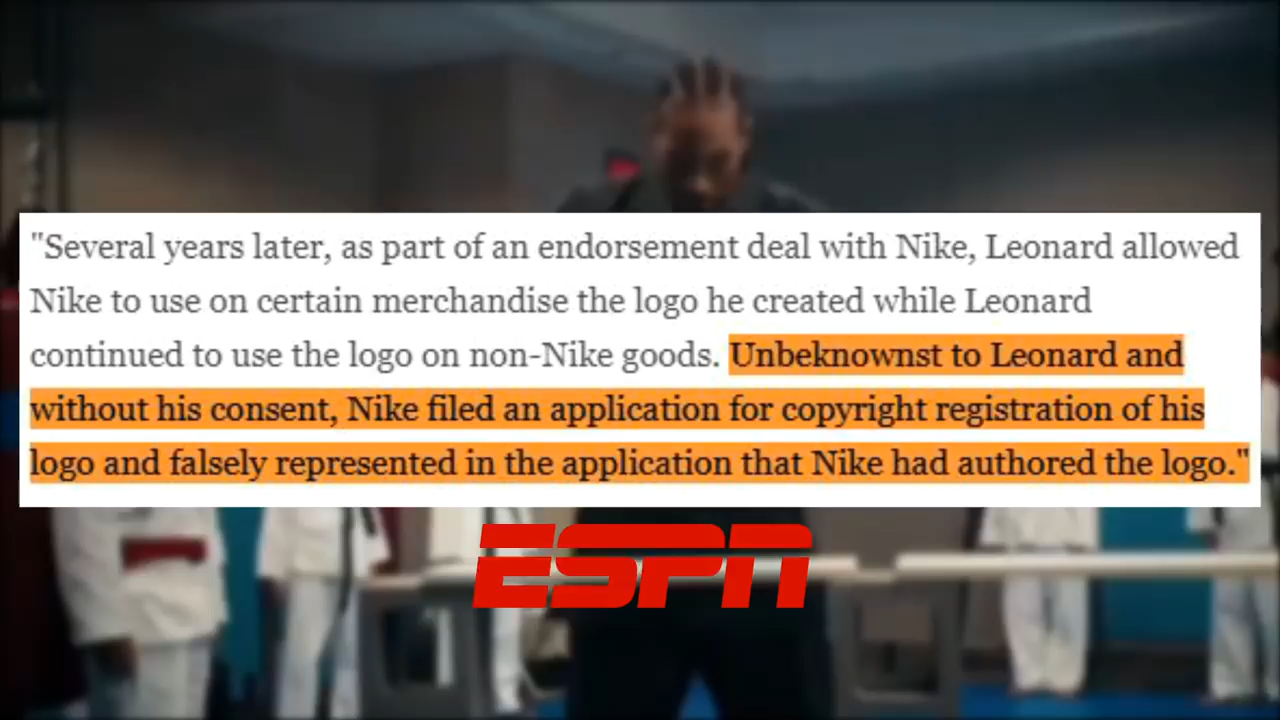 "Several years later, as part of an endorsement deal with Nike, Leonard allowed
Nike to use on certain merchandise the logo he created while Leonard
continued to use the logo on non-Nike goods. Unbeknownst to Leonard and
without his consent, Nike filed an application for copyright registration of his
logo and falsely represented in the application that Nike had authored the logo."
ESPN